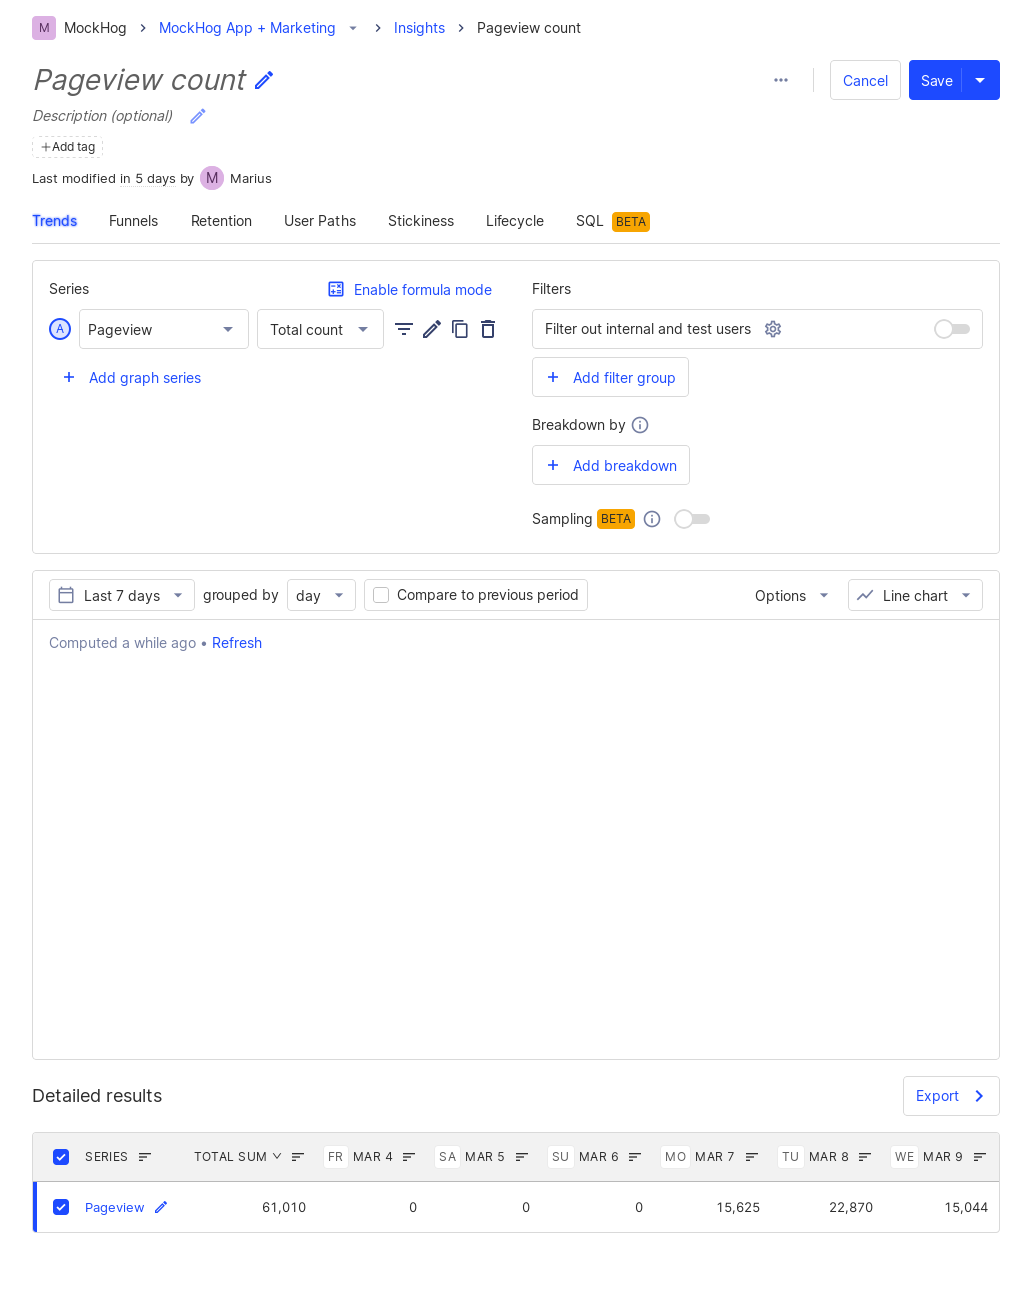 M MockHog MockHog App + Marketing Insights Pageview count
Pageview count
Cancel Save
Description (optional)
Add tag
Last modified in 5 days by M Marius
Trends Funnels Retention User Paths Stickiness Lifecycle SQL BETA
Series Enable formula mode
A Pageview Total count
Add graph series
Filters
Filter out internal and test users
Add filter group
Breakdown by
Add breakdown
Sampling BETA
Last 7 days grouped by day Compare to previous period Options Line chart
Computed a while ago • Refresh
Detailed results Export
SERIES TOTAL SUM FR MAR 4 SA MAR 5 SU MAR 6 MO MAR 7 TU MAR 8 WE MAR 9
Pageview 61,010 0 0 0 15,625 22,870 15,044